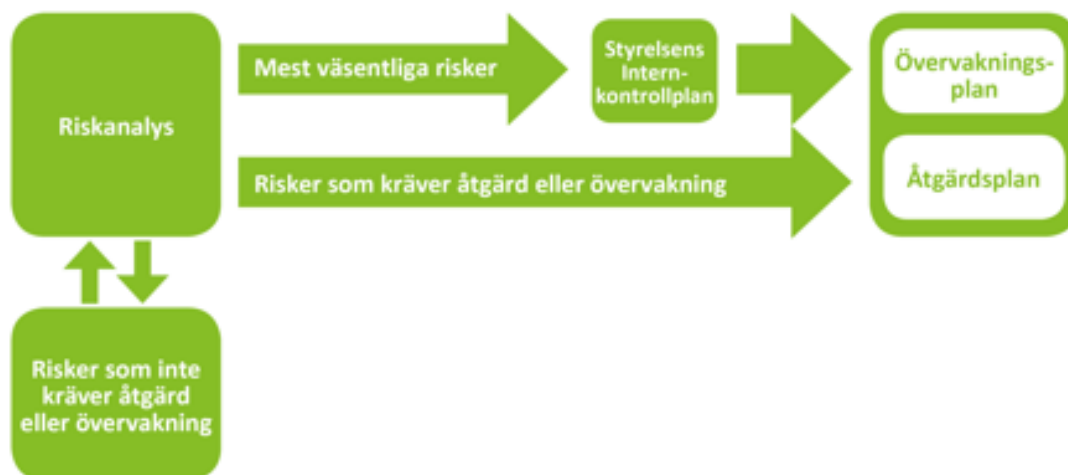 Riskanalys
Mest väsentliga risker
Styrelsens
Intern-
kontrollplan
Övervaknings-
plan
Risker som kräver åtgärd eller övervakning
Åtgärdsplan
Risker som inte
kräver åtgärd
eller övervakning